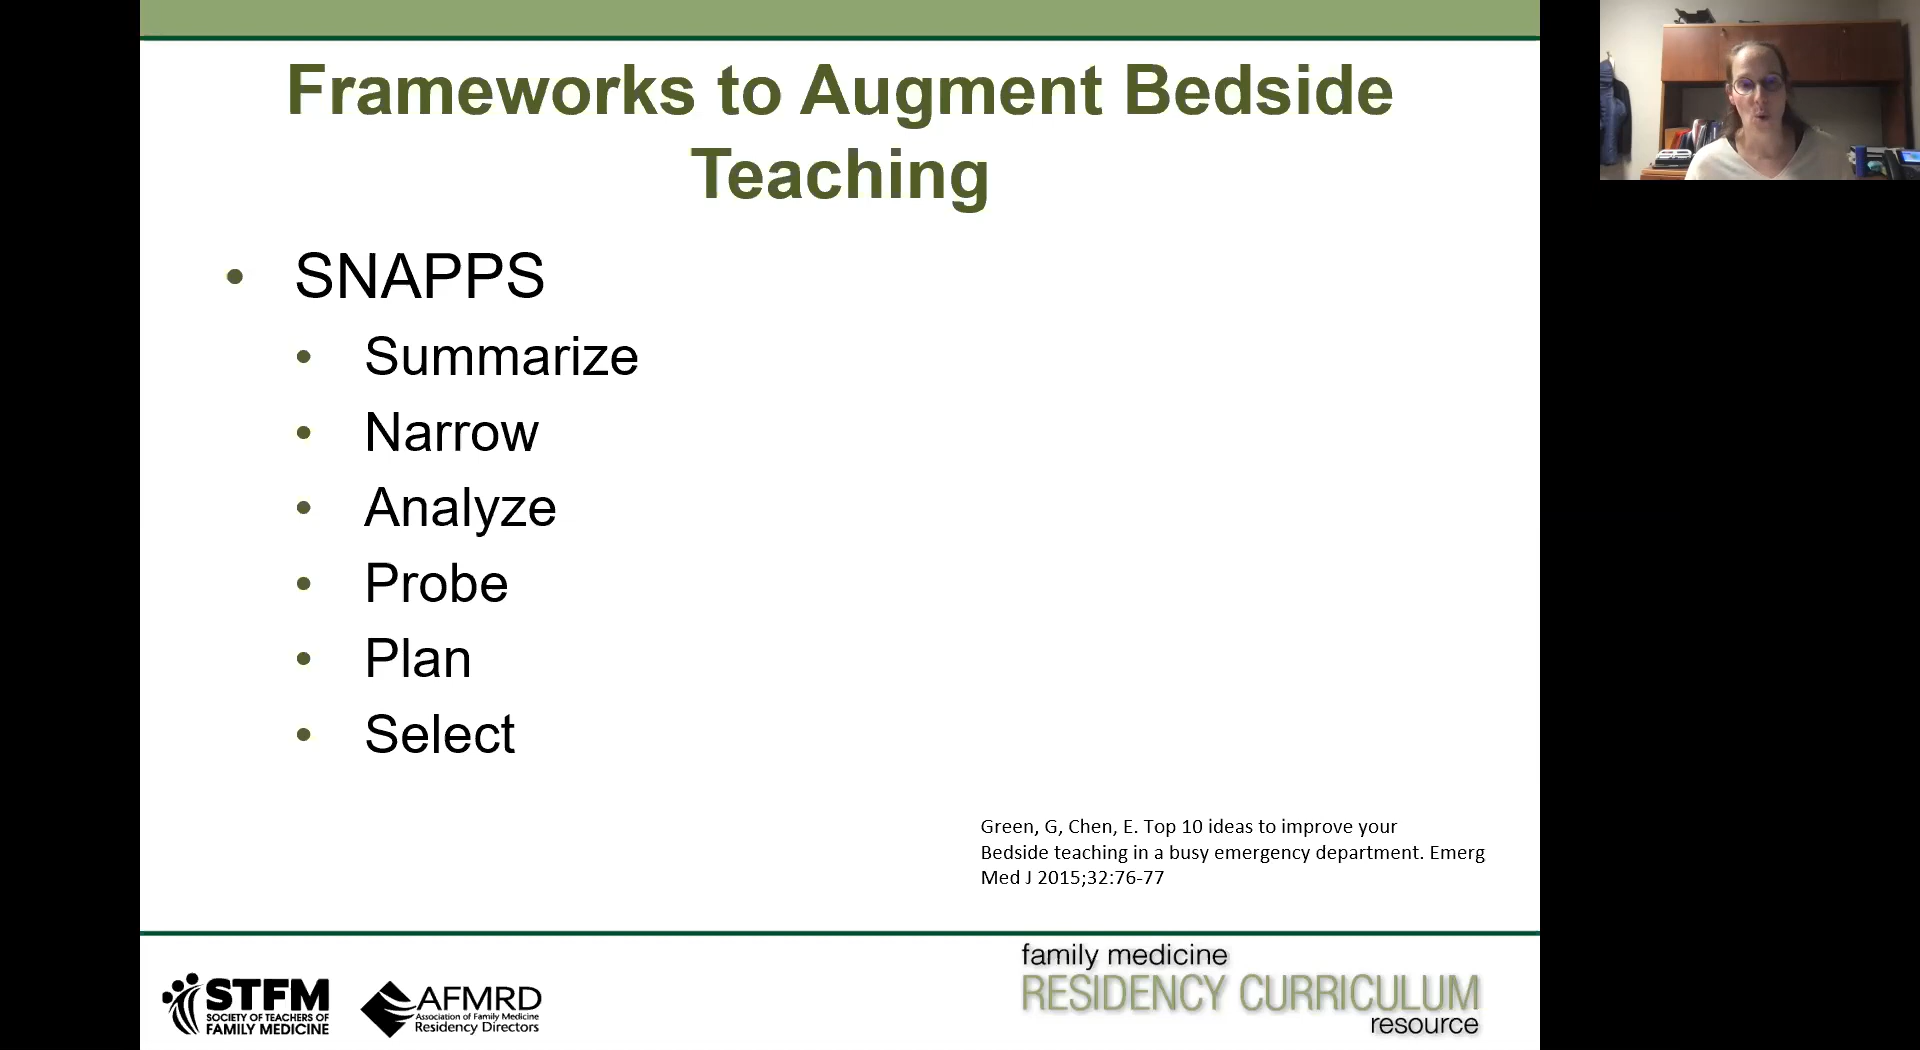 Frameworks to Augment Bedside
Teaching
• SNAPPS
• Summarize
• Narrow
• Analyze
• Probe
• Plan
• Select
Green, G, Chen, E. Top 10 ideas to improve your
Bedside teaching in a busy emergency department. Emerg
Med J 2015;32:76-77
STFM
SOCIETY OF TEACHERS OF
FAMILY MEDICINE
AFMRD
Association of Family Medicine
Residency Directors
family medicine
RESIDENCY CURRICULUM
resource